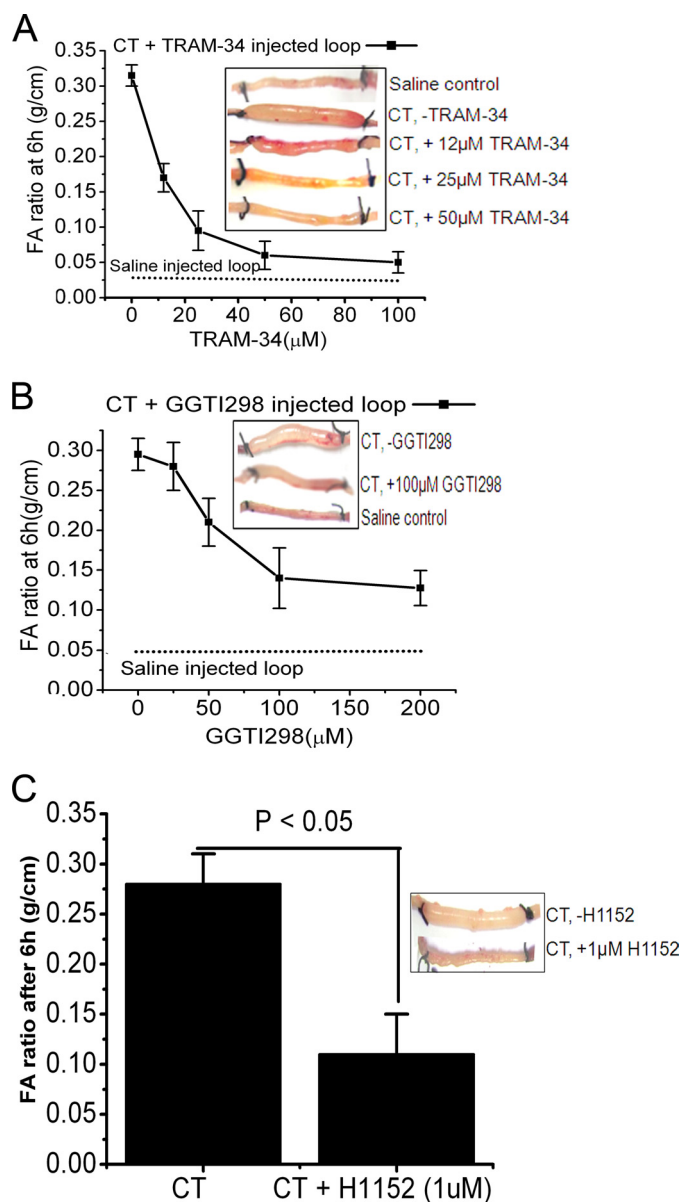 A
CT + TRAM-34 injected loop
0.35
0.30
0.25
0.20
0.15
0.10
0.05
0.00
FA ratio at 6h (g/cm)
Saline control
CT, -TRAM-34
CT, + 12µM TRAM-34
CT, + 25µM TRAM-34
CT, + 50µM TRAM-34
Saline injected loop
0 20 40 60 80 100
TRAM-34(µM)
B
CT + GGTI298 injected loop
0.30
0.25
0.20
0.15
0.10
0.05
0.00
FA ratio at 6h(g/cm)
CT, -GGTI298
CT, +100µM GGTI298
Saline control
Saline injected loop
0 50 100 150 200
GGTI298(µM)
C
0.35
0.30
0.25
0.20
0.15
0.10
0.05
0.00
FA ratio after 6h (g/cm)
P < 0.05
CT, -H1152
CT, +1µM H1152
CT CT + H1152 (1uM)